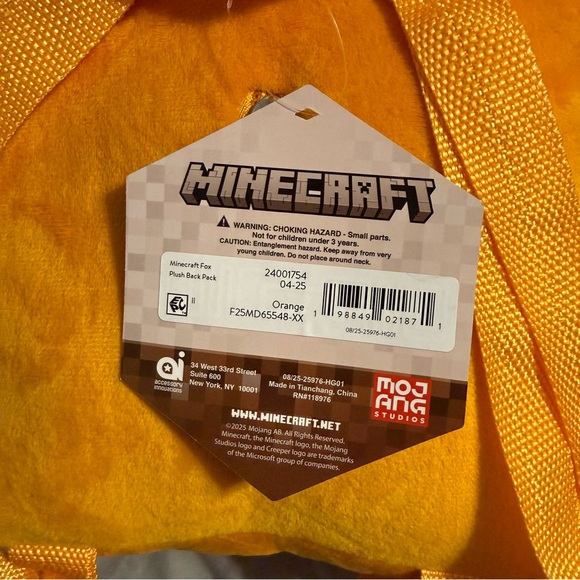 MINECRAFT
WARNING: CHOKING HAZARD - Small parts.
Not for children under 3 years.
CAUTION: Entanglement hazard. Keep away from very
young children. Do not place around neck.
Minecraft Fox
Plush Back Pack
24001754
04-25
Orange
F25MD65548-XX
II
1 98849 02187 1
08/25-25976-HG01
ai
accessory
innovations
34 West 33rd Street
Suite 600
New York, NY 10001
08/25-25976-HG01
Made in Tianchang, China
RN#118976
MOJ
ANG
STUDIOS
WWW.MINECRAFT.NET
©2025 Mojang AB. All Rights Reserved.
Minecraft, the Minecraft logo, the Mojang
Studios logo and Creeper logo are trademarks
of the Microsoft group of companies.